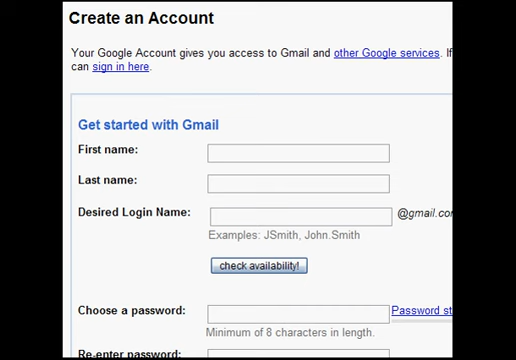 Create an Account
Your Google Account gives you access to Gmail and other Google services. If
can sign in here.
Get started with Gmail
First name:
Last name:
Desired Login Name:
@gmail.com
Examples: JSmith, John.Smith
check availability!
Choose a password:
Password st
Minimum of 8 characters in length.
Re-enter password: